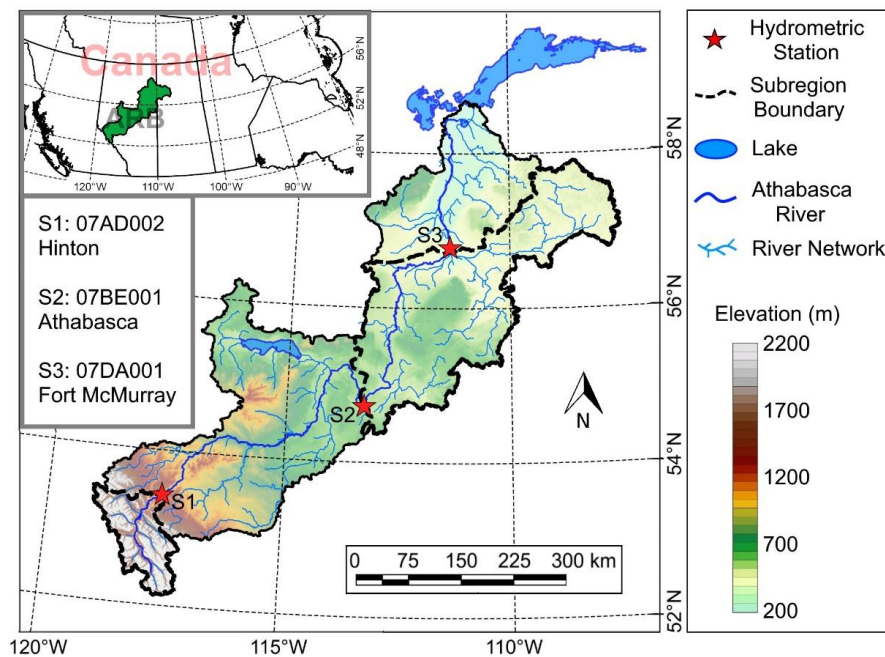 Canada
ARB
56°N
52°N
48°N
120°W
110°W
100°W
90°W
S1: 07AD002
Hinton
S2: 07BE001
Athabasca
S3: 07DA001
Fort McMurray
S3
S2
S1
N
0
75
150
225
300 km
58°N
56°N
54°N
52°N
120°W
115°W
110°W
Hydrometric
Station
Subregion
Boundary
Lake
Athabasca
River
River Network
Elevation (m)
2200
1700
1200
700
200